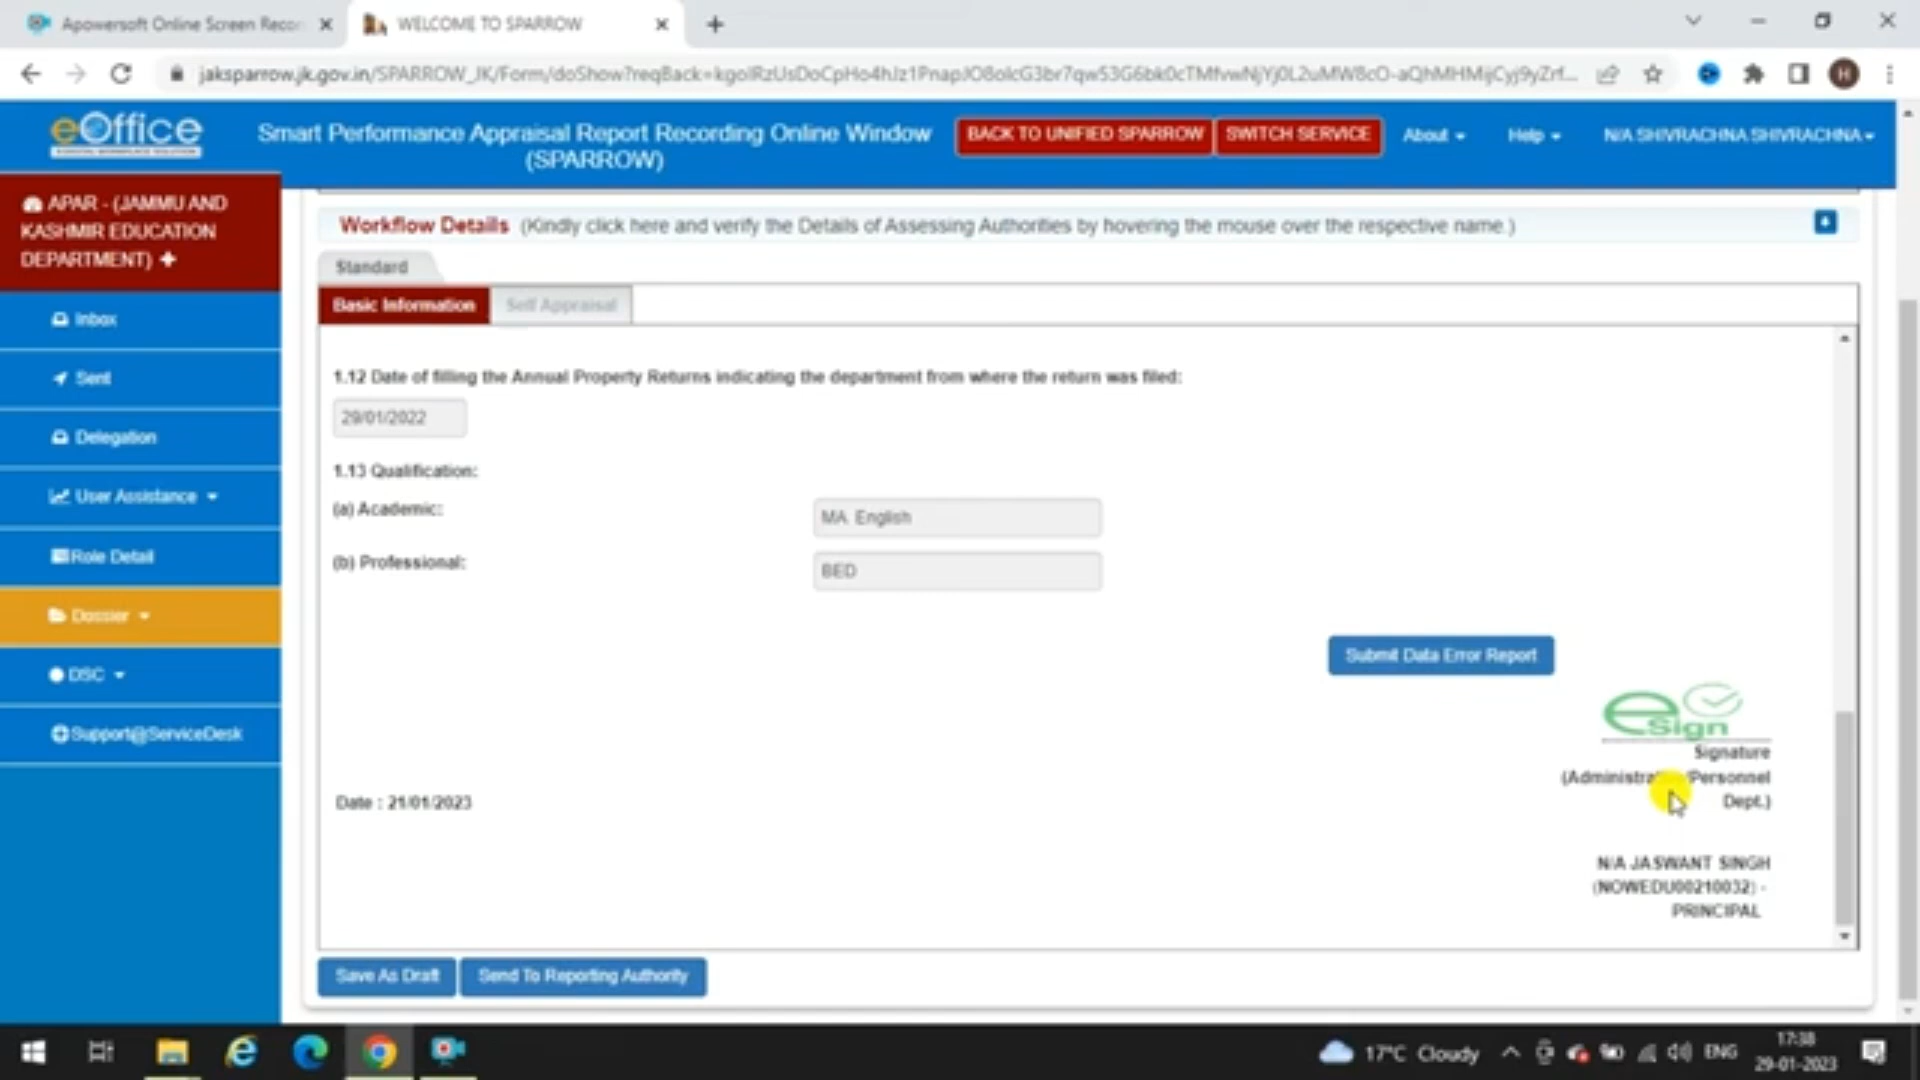 Apowersoft Online Screen Recor
WELCOME TO SPARROW
eOffice
Smart Performance Appraisal Report Recording Online Window
(SPARROW)
BACK TO UNIFIED SPARROW
SWITCH SERVICE
About
Help
N/A SHIVRACHNA SHIVRACHNA
APAR - (JAMMU AND
KASHMIR EDUCATION
DEPARTMENT)
Inbox
Sent
Delegation
User Assistance
Role Detail
Dossier
DSC
Support@ServiceDesk
Workflow Details (Kindly click here and verify the Details of Assessing Authorities by hovering the mouse over the respective name.)
Standard
Basic Information
Self Appraisal
1.12 Date of filling the Annual Property Returns indicating the department from where the return was filed:
29/01/2022
1.13 Qualification:
(a) Academic:
MA. English
(b) Professional:
BED
Submit Data Error Report
eSign
Signature
Personnel
Dept.)
Date : 21/01/2023
N/A JASWANT SINGH
(NOWEDU00210032) -
PRINCIPAL
Save As Draft
Send To Reporting Authority
17°C Cloudy
ENG
17:38
29-01-2023